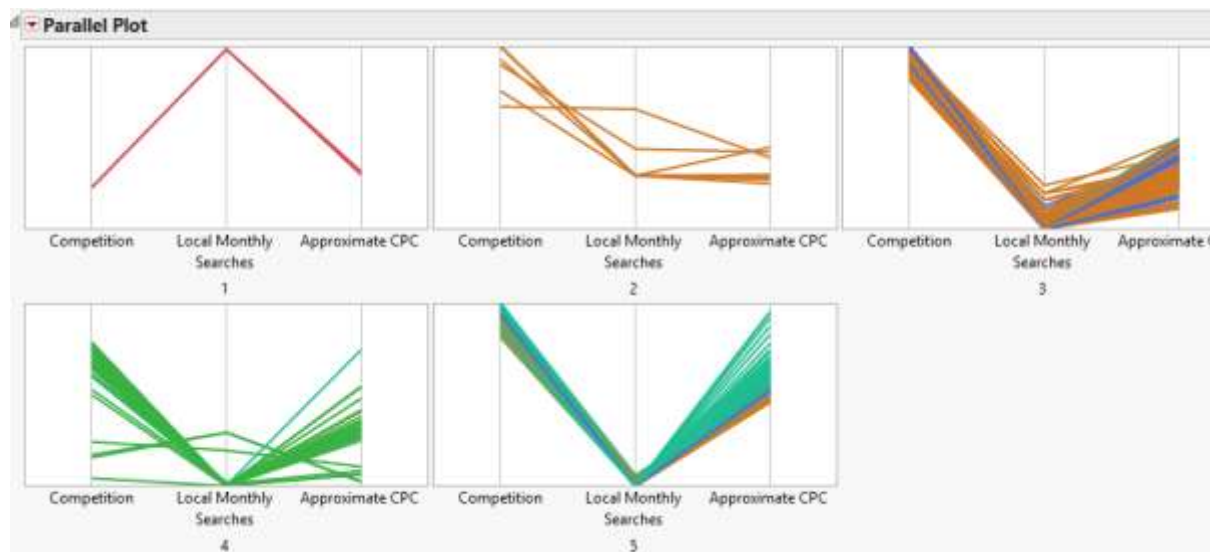 Parallel Plot
Competition Local Monthly Searches Approximate CPC
1
Competition Local Monthly Searches Approximate CPC
2
Competition Local Monthly Searches Approximate C
3
Competition Local Monthly Searches Approximate CPC
4
Competition Local Monthly Searches Approximate CPC
5